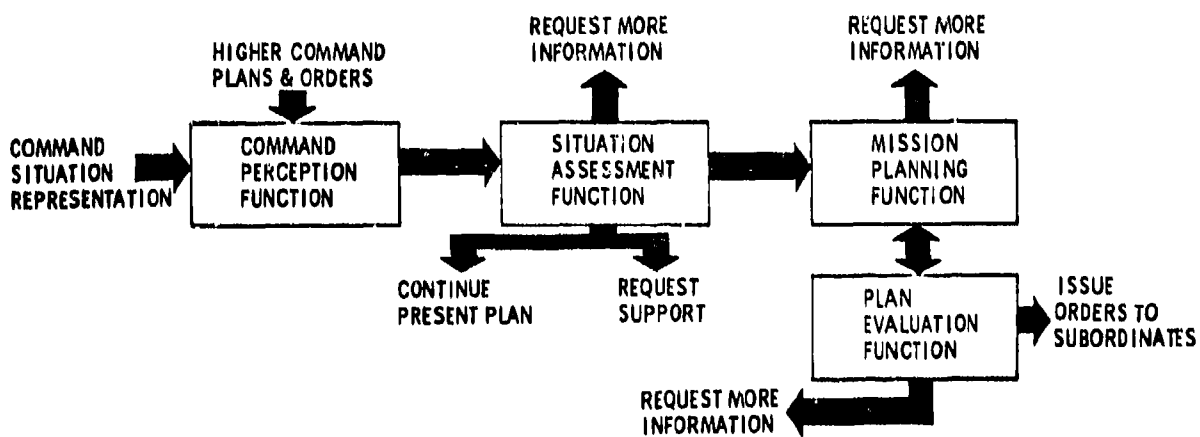 HIGHER COMMAND
PLANS & ORDERS
REQUEST MORE
INFORMATION
REQUEST MORE
INFORMATION
COMMAND
SITUATION
REPRESENTATION
COMMAND
PERCEPTION
FUNCTION
SITUATION
ASSESSMENT
FUNCTION
MISSION
PLANNING
FUNCTION
CONTINUE
PRESENT PLAN
REQUEST
SUPPORT
PLAN
EVALUATION
FUNCTION
ISSUE
ORDERS TO
SUBORDINATES
REQUEST MORE
INFORMATION